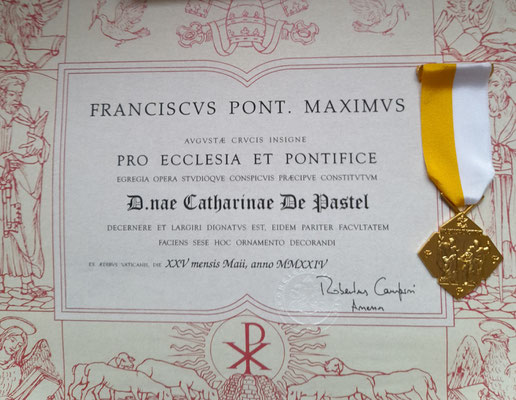 FRANCISCVS PONT. MAXIMVS
AVGVSTÆ CRVCIS INSIGNE
PRO ECCLESIA ET PONTIFICE
EGREGIA OPERA STVDIOQVE CONSPICVIS PRÆCIPVE CONSTITVTVM
D.nae Catharinae De Pastel
DECERNERE ET LARGIRI DIGNATVS EST, EIDEM PARITER FACVLTATEM
FACIENS SESE HOC ORNAMENTO DECORANDI
EX ÆDIBVS VATICANIS, DIE XXV mensis Maii, anno MMXXIV